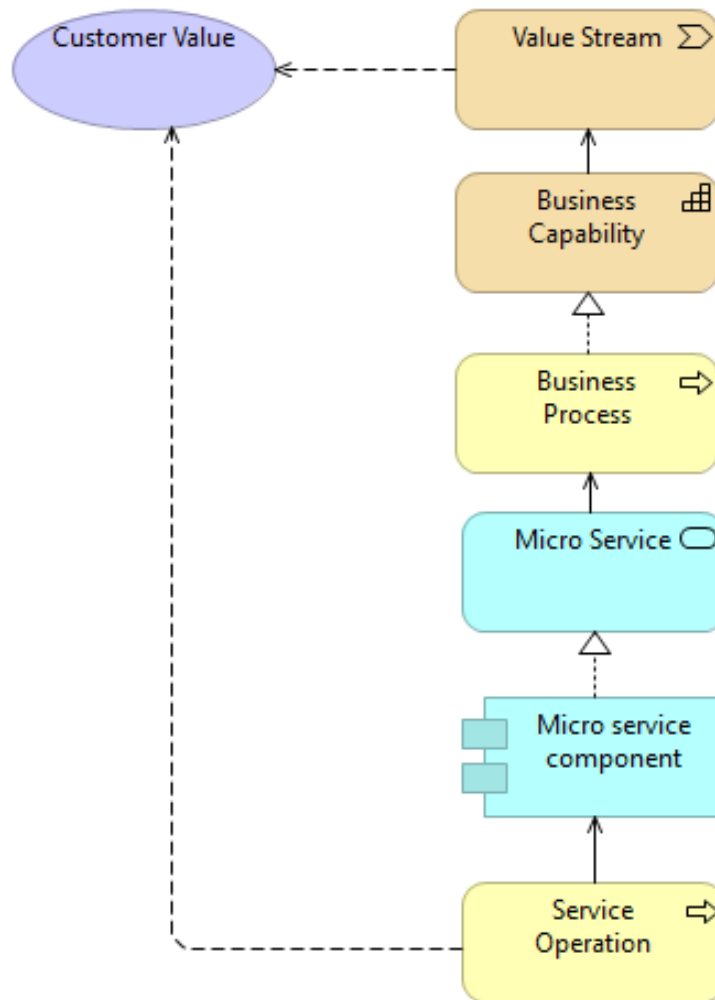 Customer Value
Value Stream
Business
Capability
Business
Process
Micro Service
Micro service
component
Service
Operation